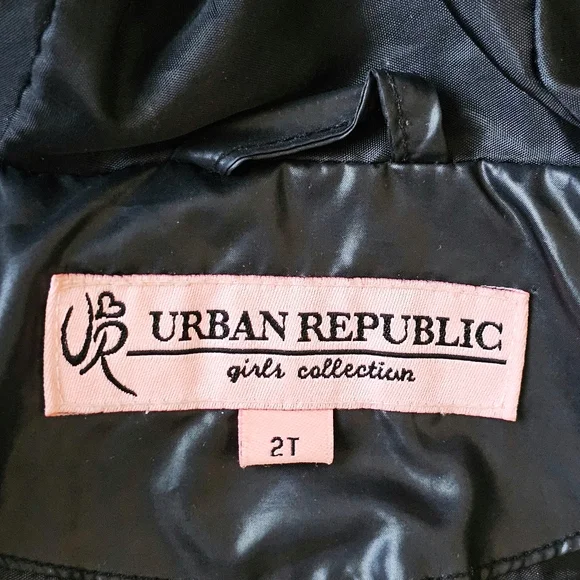 UR URBAN REPUBLIC
girls collection
2T